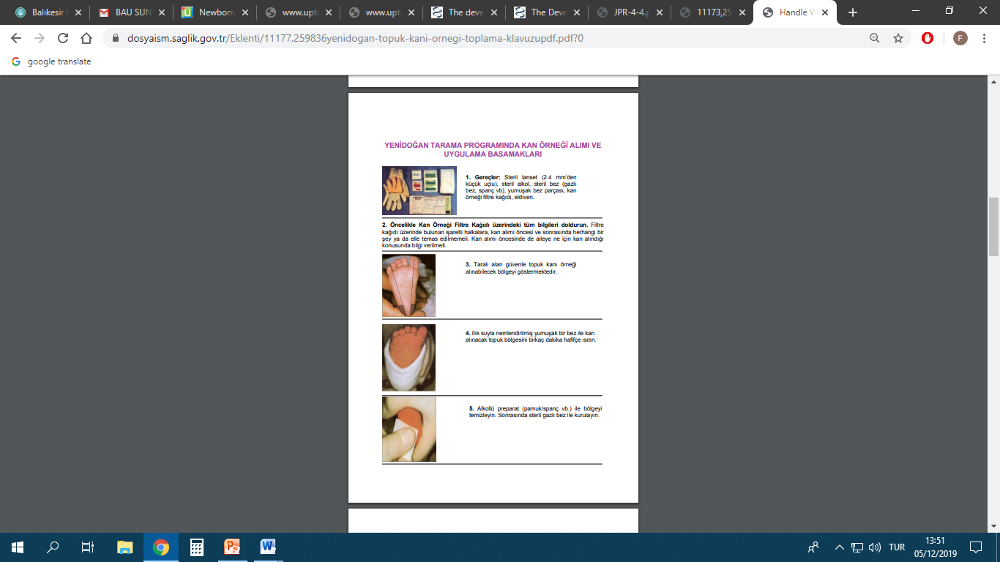 Balıkesir
BAU SUN
Newborn
www.upt
www.upt
The deve
The Deve
JPR-4-4.p
11173,25
Handle W
dosyaism.saglik.gov.tr/Eklenti/11177,259836yenidogan-topuk-kani-ornegi-toplama-klavuzupdf.pdf?0
F
google translate
YENİDOĞAN TARAMA PROGRAMINDA KAN ÖRNEĞİ ALIMI VE
UYGULAMA BASAMAKLARI
1. Gereçler: Steril lanset (2.4 mm'den
küçük uçlu), steril alkol, steril bez (gazlı
bez, spanç vb), yumuşak bez parçası, kan
örneği filtre kağıdı, eldiven.
2. Öncelikle Kan Örneği Filtre Kağıdı üzerindeki tüm bilgileri doldurun. Filtre
kağıdı üzerinde bulunan işaretli halkalara, kan alımı öncesi ve sonrasında herhangi bir
şey ya da elle temas edilmemeli. Kan alımı öncesinde de aileye ne için kan alındığı
konusunda bilgi verilmeli.
3. Taralı alan güvenle topuk kanı örneği
alınabilecek bölgeyi göstermektedir.
4. Ilık suyla nemlendirilmiş yumuşak bir bez ile kan
alınacak topuk bölgesini birkaç dakika hafifçe ısıtın.
5. Alkollü preparat (pamuk/spanç vb.) ile bölgeyi
temizleyin. Sonrasında steril gazlı bez ile kurulayın.
TUR
13:51
05/12/2019